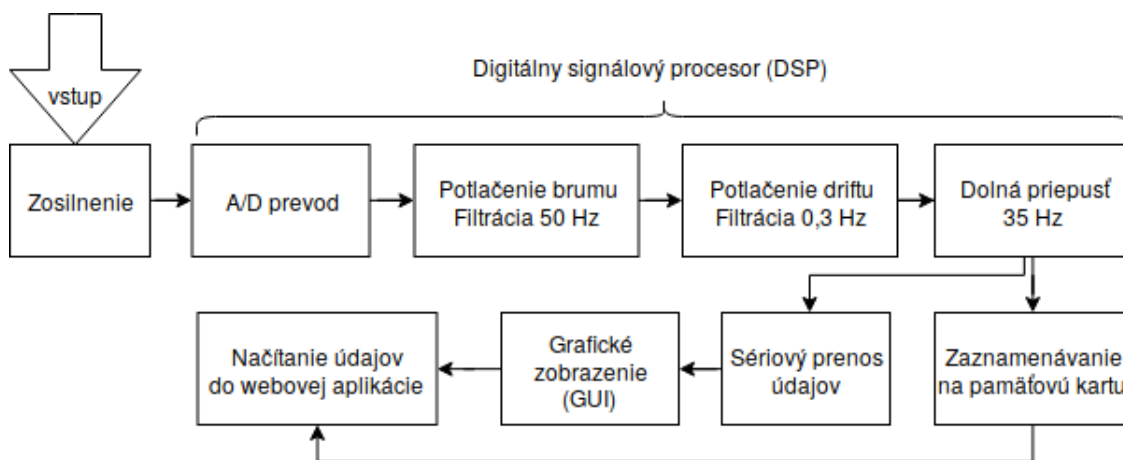 Digitálny signálový procesor (DSP)
vstup
Zosilnenie
A/D prevod
Potlačenie brumu
Filtrácia 50 Hz
Potlačenie driftu
Filtrácia 0,3 Hz
Dolná priepusť
35 Hz
Načítanie údajov
do webovej aplikácie
Grafické
zobrazenie
(GUI)
Sériový prenos
údajov
Zaznamenávanie
na pamäťovú kartu